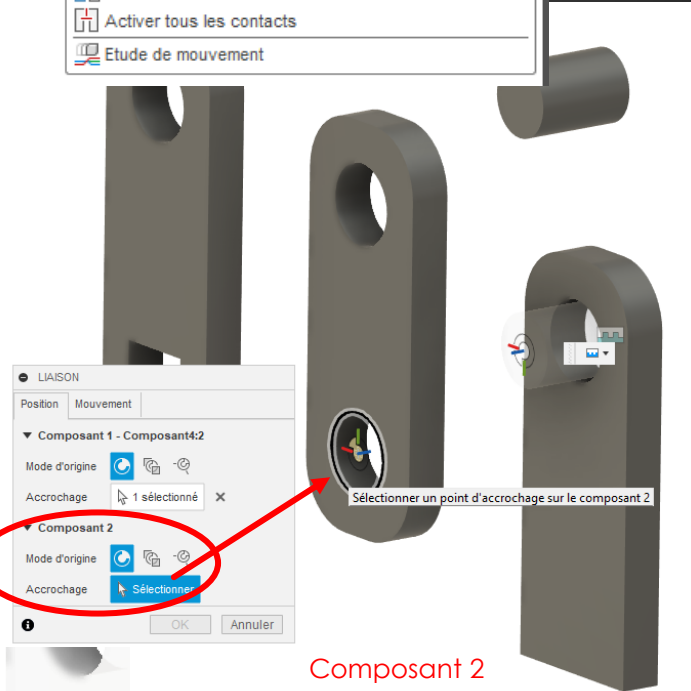 Activer tous les contacts
Etude de mouvement
LIAISON
Position Mouvement
Composant 1 - Composant4:2
Mode d'origine
Accrochage 1 sélectionné
Composant 2
Mode d'origine
Accrochage Sélectionner
OK Annuler
Sélectionner un point d'accrochage sur le composant 2
Composant 2